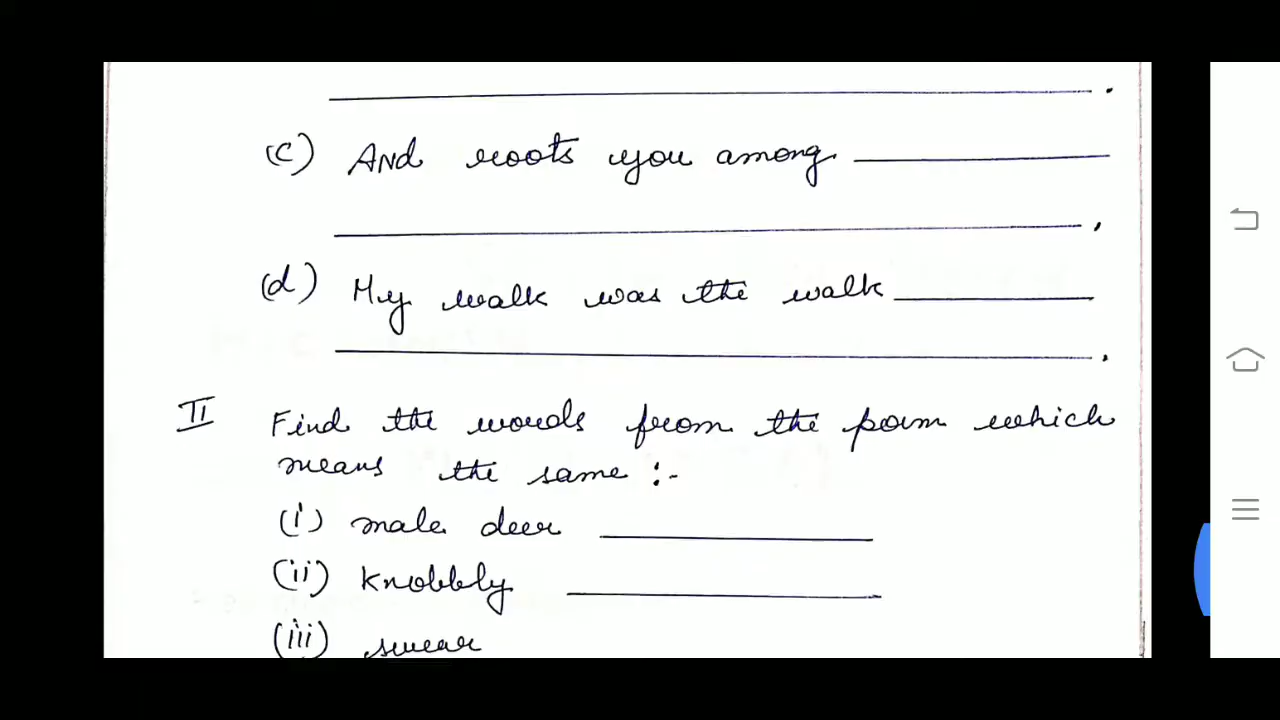 (c) And roots you among ,
(d) My walk was the walk .
II Find the words from the poem which
means the same :-
(i) male deer
(ii) Knobbly
(iii) swear